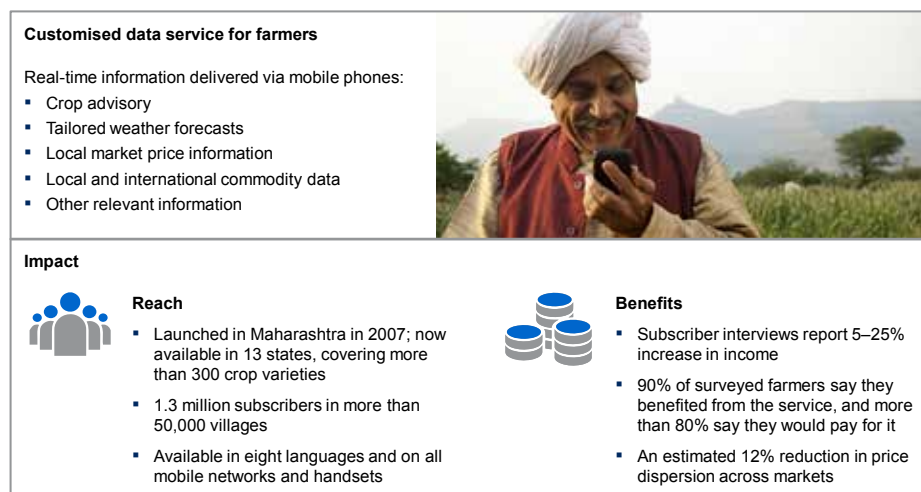 Customised data service for farmers
Real-time information delivered via mobile phones:
▪ Crop advisory
▪ Tailored weather forecasts
▪ Local market price information
▪ Local and international commodity data
▪ Other relevant information
Impact
Reach
▪ Launched in Maharashtra in 2007; now
available in 13 states, covering more
than 300 crop varieties
▪ 1.3 million subscribers in more than
50,000 villages
▪ Available in eight languages and on all
mobile networks and handsets
Benefits
▪ Subscriber interviews report 5–25%
increase in income
▪ 90% of surveyed farmers say they
benefited from the service, and more
than 80% say they would pay for it
▪ An estimated 12% reduction in price
dispersion across markets